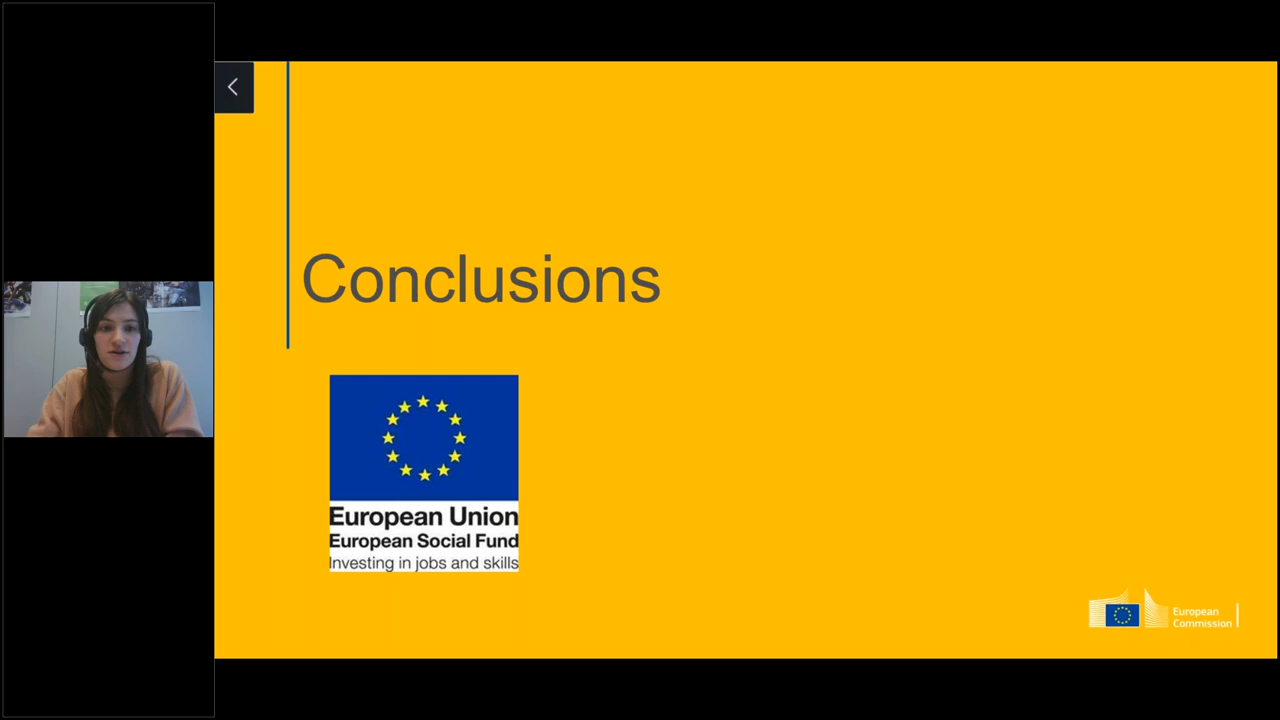 Conclusions
European Union
European Social Fund
Investing in jobs and skills
European
Commission